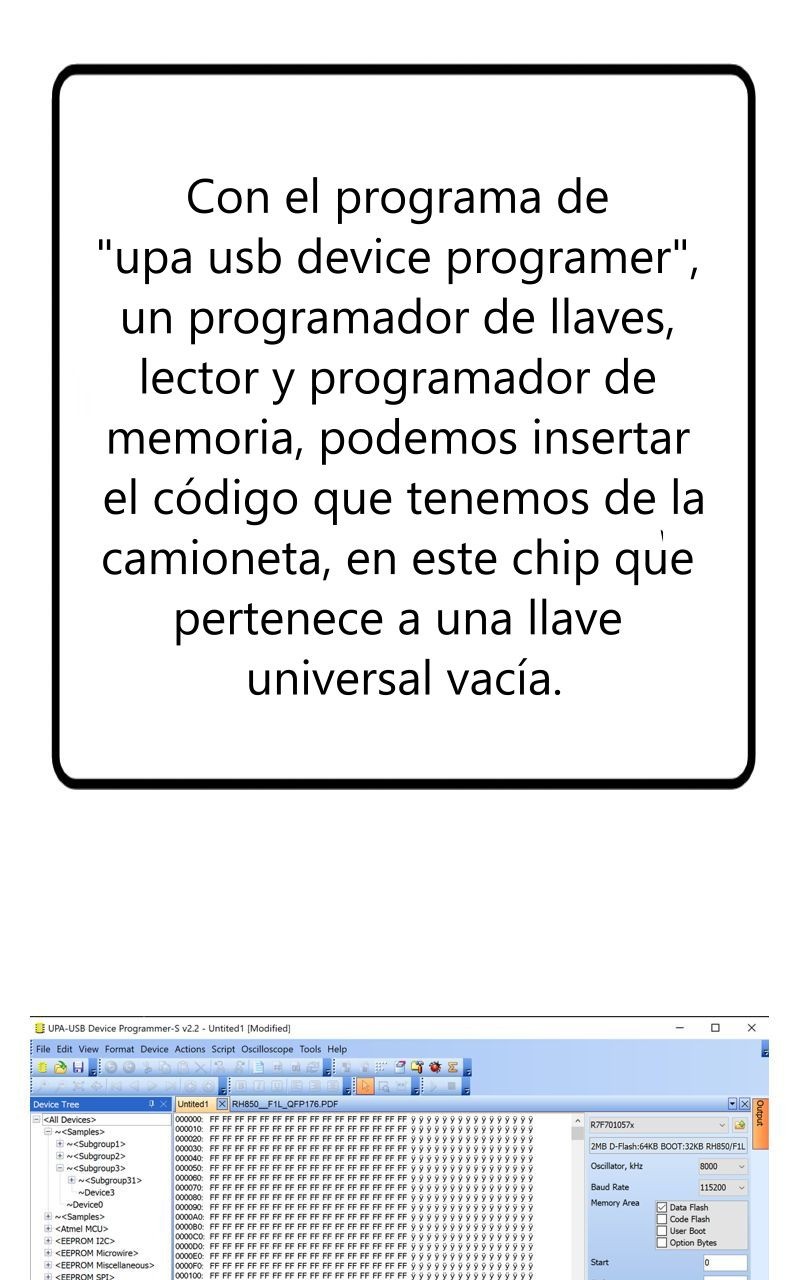 Con el programa de
"upa usb device programer",
un programador de llaves,
lector y programador de
memoria, podemos insertar
el código que tenemos de la
camioneta, en este chip que
pertenece a una llave
universal vacía.
UPA-USB Device Programmer-S v2.2 - Untited1 [Modified]
File Edit View Format Device Actions Script Oscilloscope Tools Help
Device Tree
Untited1 RH850__F1L_QFP176.PDF
Output
<All Devices>
~<Samples>
~<Subgroup1>
~<Subgroup2>
~<Subgroup3>
~<Subgroup31>
~Device3
~Device0
~<Samples>
<Atmel MCU>
<EEPROM I2C>
<EEPROM Microwire>
<EEPROM Miscellaneous>
<EEPROM SPI>
000000: FF FF FF FF FF FF FF FF FF FF FF FF FF FF FF FF ÿÿÿÿÿÿÿÿÿÿÿÿÿÿÿÿ
000010: FF FF FF FF FF FF FF FF FF FF FF FF FF FF FF FF ÿÿÿÿÿÿÿÿÿÿÿÿÿÿÿÿ
000020: FF FF FF FF FF FF FF FF FF FF FF FF FF FF FF FF ÿÿÿÿÿÿÿÿÿÿÿÿÿÿÿÿ
000030: FF FF FF FF FF FF FF FF FF FF FF FF FF FF FF FF ÿÿÿÿÿÿÿÿÿÿÿÿÿÿÿÿ
000040: FF FF FF FF FF FF FF FF FF FF FF FF FF FF FF FF ÿÿÿÿÿÿÿÿÿÿÿÿÿÿÿÿ
000050: FF FF FF FF FF FF FF FF FF FF FF FF FF FF FF FF ÿÿÿÿÿÿÿÿÿÿÿÿÿÿÿÿ
000060: FF FF FF FF FF FF FF FF FF FF FF FF FF FF FF FF ÿÿÿÿÿÿÿÿÿÿÿÿÿÿÿÿ
000070: FF FF FF FF FF FF FF FF FF FF FF FF FF FF FF FF ÿÿÿÿÿÿÿÿÿÿÿÿÿÿÿÿ
000080: FF FF FF FF FF FF FF FF FF FF FF FF FF FF FF FF ÿÿÿÿÿÿÿÿÿÿÿÿÿÿÿÿ
000090: FF FF FF FF FF FF FF FF FF FF FF FF FF FF FF FF ÿÿÿÿÿÿÿÿÿÿÿÿÿÿÿÿ
0000A0: FF FF FF FF FF FF FF FF FF FF FF FF FF FF FF FF ÿÿÿÿÿÿÿÿÿÿÿÿÿÿÿÿ
0000B0: FF FF FF FF FF FF FF FF FF FF FF FF FF FF FF FF ÿÿÿÿÿÿÿÿÿÿÿÿÿÿÿÿ
0000C0: FF FF FF FF FF FF FF FF FF FF FF FF FF FF FF FF ÿÿÿÿÿÿÿÿÿÿÿÿÿÿÿÿ
0000D0: FF FF FF FF FF FF FF FF FF FF FF FF FF FF FF FF ÿÿÿÿÿÿÿÿÿÿÿÿÿÿÿÿ
0000E0: FF FF FF FF FF FF FF FF FF FF FF FF FF FF FF FF ÿÿÿÿÿÿÿÿÿÿÿÿÿÿÿÿ
0000F0: FF FF FF FF FF FF FF FF FF FF FF FF FF FF FF FF ÿÿÿÿÿÿÿÿÿÿÿÿÿÿÿÿ
000100: FF FF FF FF FF FF FF FF FF FF FF FF FF FF FF FF ÿÿÿÿÿÿÿÿÿÿÿÿÿÿÿÿ
R7F701057x
2MB D-Flash:64KB BOOT:32KB RH850/F1L
Oscillator, kHz 8000
Baud Rate 115200
Memory Area Data Flash
Code Flash
User Boot
Option Bytes
Start 0